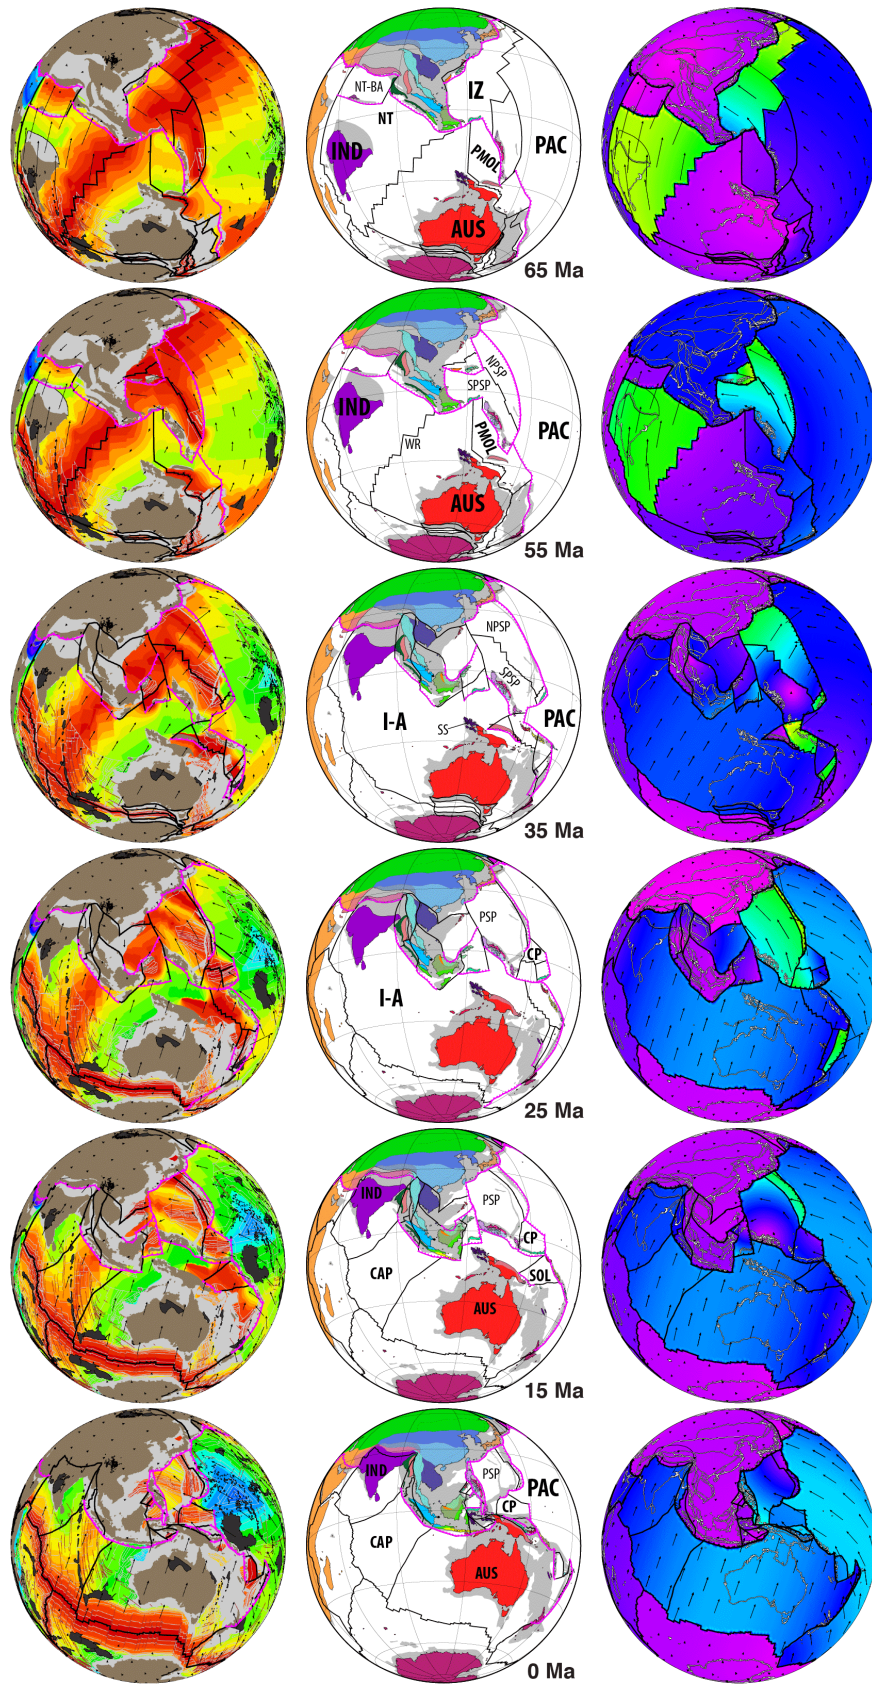 NT-BA
IZ
NT
IND
PMOL
PAC
AUS
65 Ma
NPSP
SPSP
IND
PMOL
PAC
WR
AUS
55 Ma
NPSP
SPSP
I-A
PAC
SS
35 Ma
PSP
CP
I-A
25 Ma
IND
PSP
CP
CAP
SOL
AUS
15 Ma
IND
PSP
PAC
CP
CAP
AUS
0 Ma